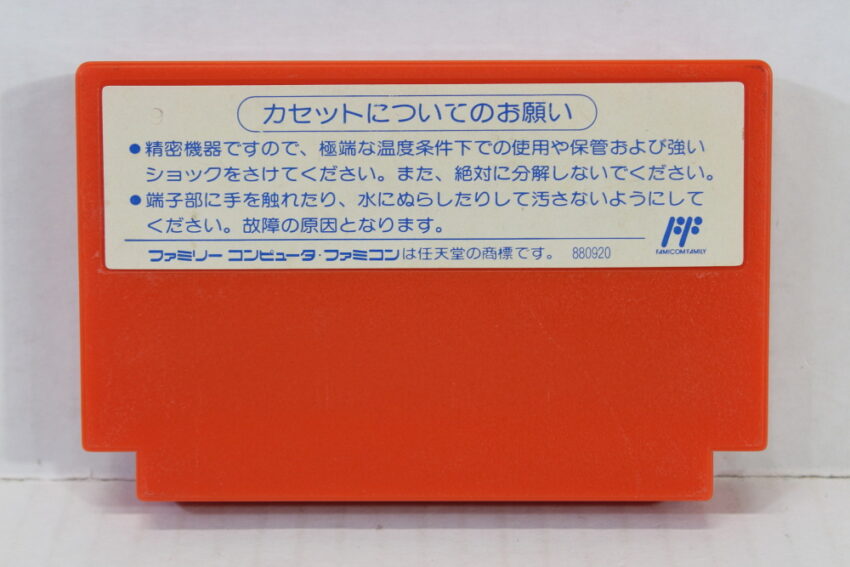 カセットについてのお願い
●精密機器ですので、極端な温度条件下での使用や保管および強い
ショックをさけてください。また、絶対に分解しないでください。
●端子部に手を触れたり、水にぬらしたりして汚さないようにして
ください。故障の原因となります。
FF
FAMICOM FAMILY
ファミリー コンピュータ・ファミコンは任天堂の商標です。 880920